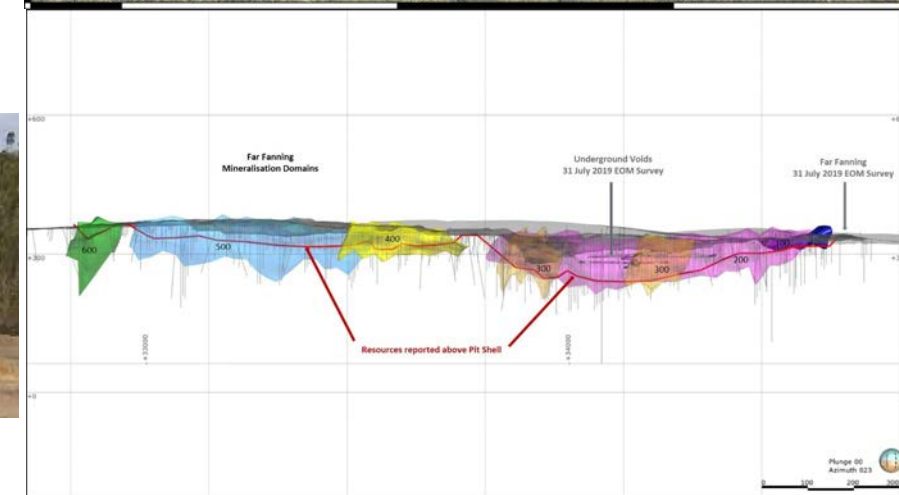 +600
+6
Far Fanning
Mineralisation Domains
Underground Voids
31 July 2019 EOM Survey
Far Fanning
31 July 2019 EOM Survey
600
500
400
300
300
200
100
+300
Resources reported above Pit Shell
+33000
+34000
+0
Plunge 00
Azimuth 023
0 100 200 300